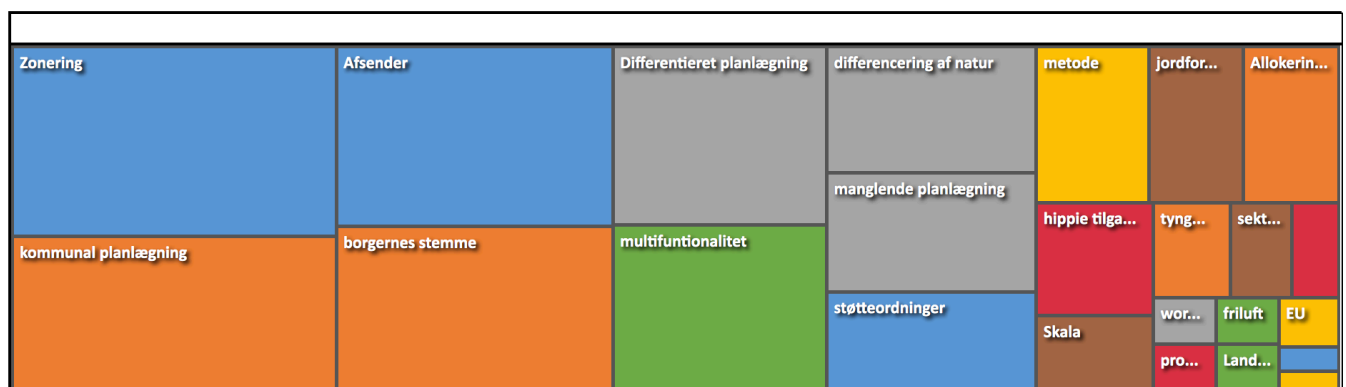 Zonering
Afsender
Differentieret planlægning
differencering af natur
metode
jordfor...
Allokerin...
manglende planlægning
hippie tilga...
tyng...
sekt...
kommunal planlægning
borgernes stemme
multifuntionalitet
støtteordninger
Skala
wor...
friluft
EU
pro...
Land...